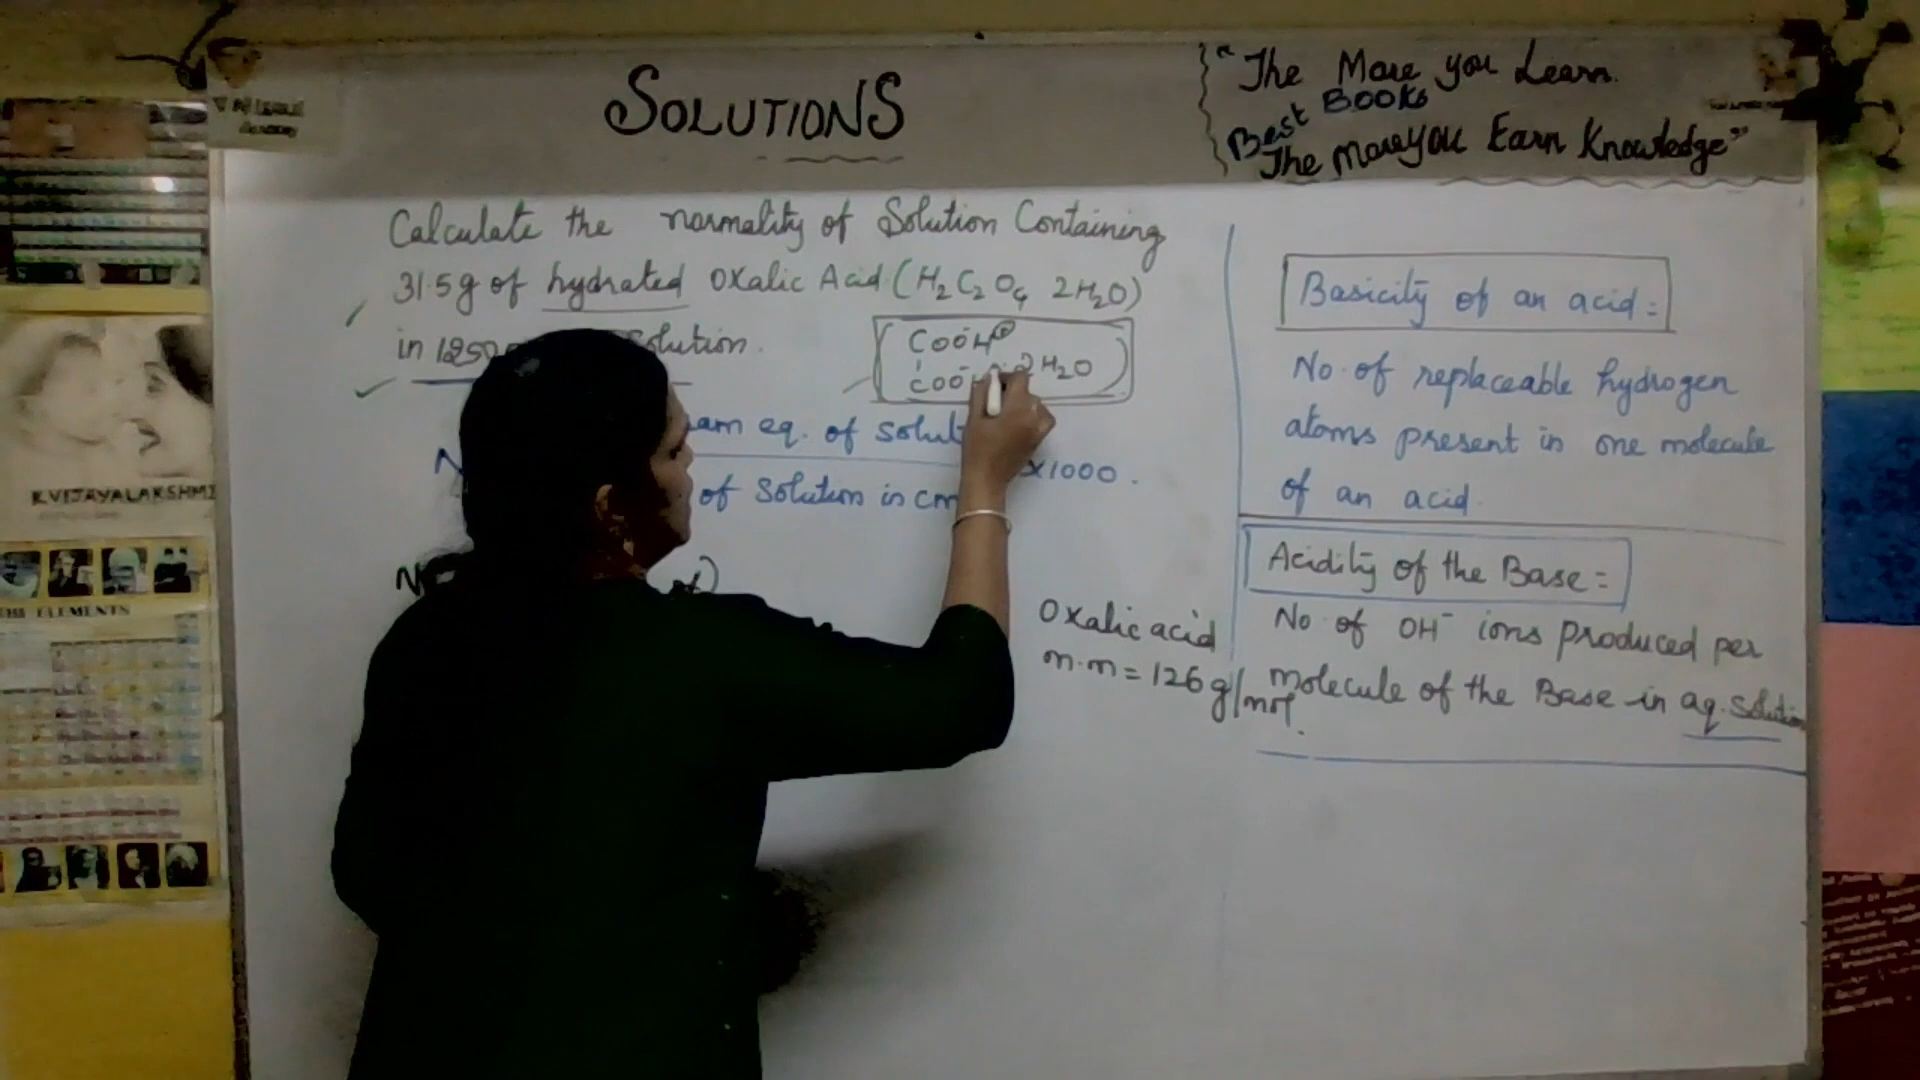 SOLUTIONS
"The More you Learn.
Best BOOKS
The More you Earn Knowledge"
Calculate the normality of Solution Containing
31.5g of hydrated Oxalic Acid (H₂C₂O₄ 2H₂O)
in 1250 solution.
COOH⊕
COO 2H₂O
eq. of solut
N
of Solution in cm
×1000.
N
Oxalic acid
m.m = 126 g/mol.
Basicity of an acid =
No. of replaceable hydrogen
atoms present in one molecule
of an acid.
Acidity of the Base =
No. of OH⁻ ions produced per
molecule of the Base in aq. solution
R.VIJAYALAKSHMI
THE ELEMENTS